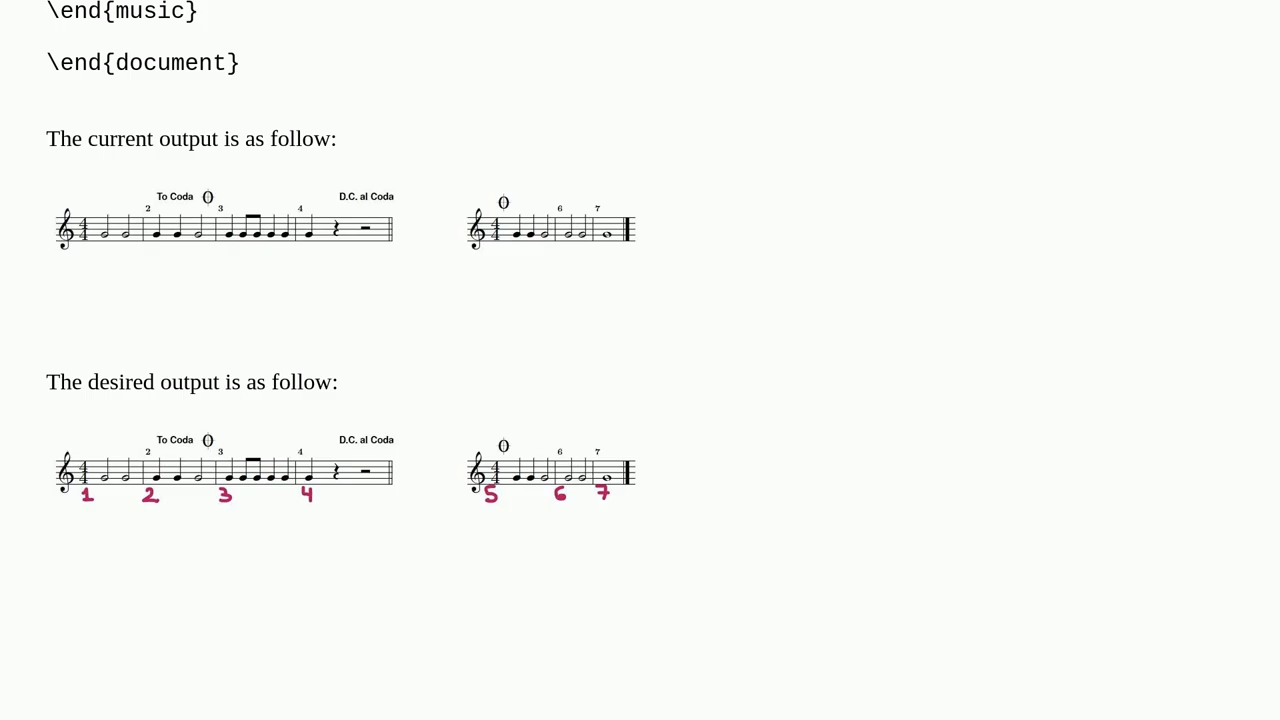 \end{music}
\end{document}
The current output is as follow:
To Coda D.C. al Coda
2 3 4 6 7
The desired output is as follow:
To Coda D.C. al Coda
2 3 4 6 7
1 2 3 4 5 6 7